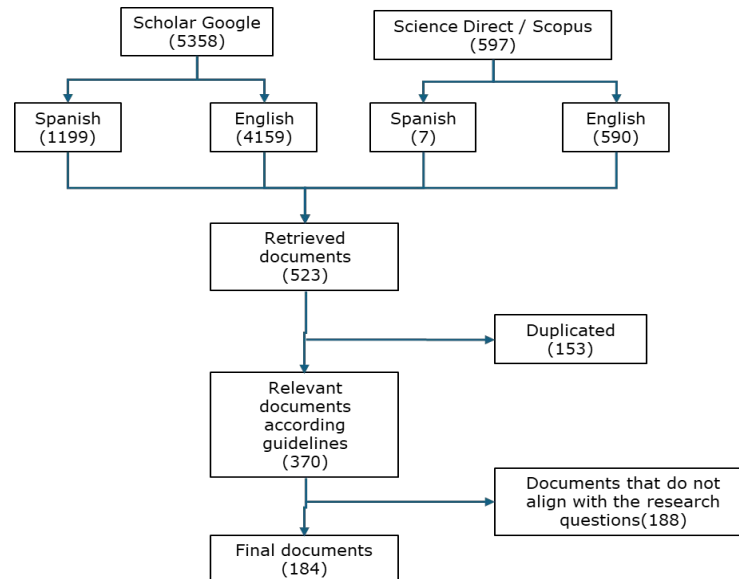 Scholar Google
(5358)
Science Direct / Scopus
(597)
Spanish
(1199)
English
(4159)
Spanish
(7)
English
(590)
Retrieved
documents
(523)
Duplicated
(153)
Relevant
documents
according
guidelines
(370)
Documents that do not
align with the research
questions(188)
Final documents
(184)